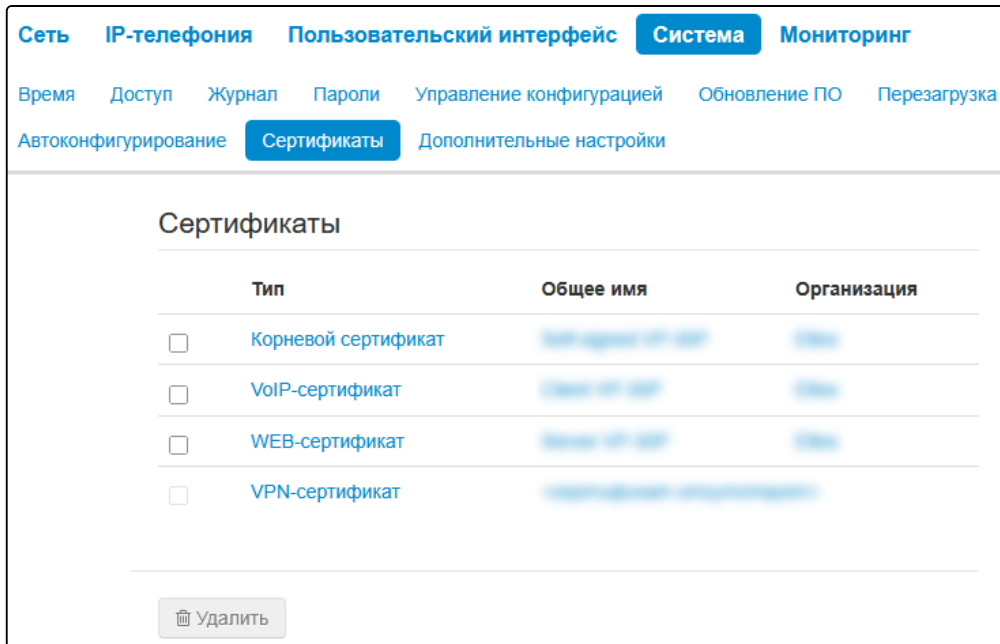 Сеть IP-телефония Пользовательский интерфейс Система Мониторинг
Время Доступ Журнал Пароли Управление конфигурацией Обновление ПО Перезагрузка
Автоконфигурирование Сертификаты Дополнительные настройки
Сертификаты
Тип Общее имя Организация
Корневой сертификат
VoIP-сертификат
WEB-сертификат
VPN-сертификат
Удалить